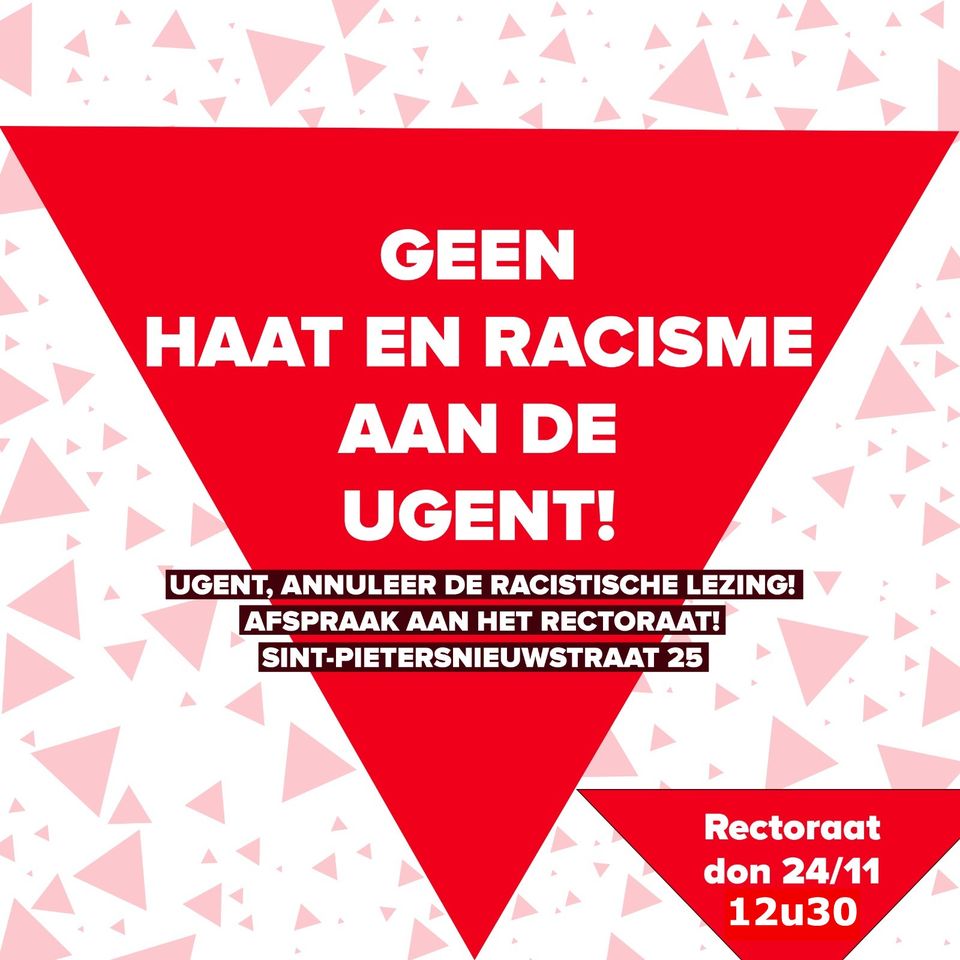 GEEN
HAAT EN RACISME
AAN DE
UGENT!
UGENT, ANNULEER DE RACISTISCHE LEZING!
AFSPRAAK AAN HET RECTORAAT!
SINT-PIETERSNIEUWSTRAAT 25
Rectoraat
don 24/11
12u30